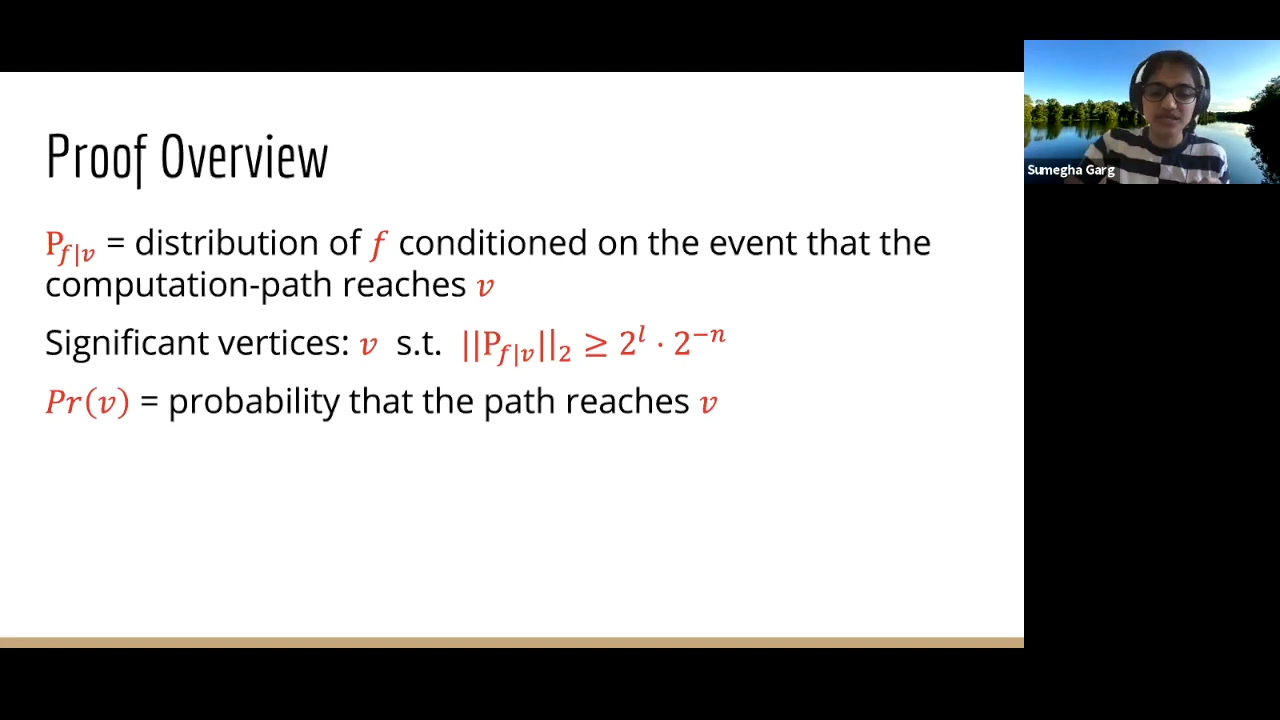 Proof Overview
P_{f|v} = distribution of f conditioned on the event that the
computation-path reaches v
Significant vertices: v s.t. ||P_{f|v}||_2 ≥ 2^l · 2^{-n}
Pr(v) = probability that the path reaches v
Sumegha Garg